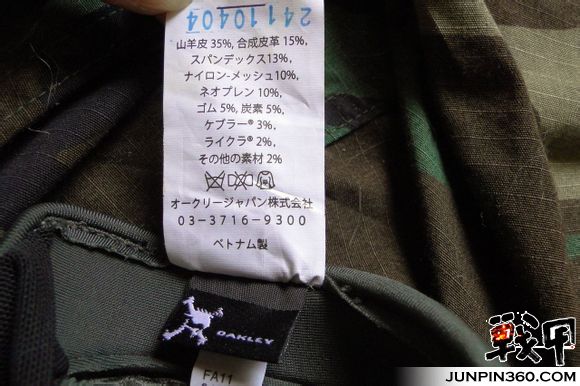 24110404
山羊皮 35%, 合成皮革 15%,
スパンデックス13%,
ナイロン-メッシュ10%,
ネオプレン 10%,
ゴム 5%, 炭素 5%,
ケブラー® 3%,
ライクラ® 2%,
その他の素材 2%
オークリージャパン株式会社
03-3716-9300
ベトナム製
OAKLEY
FA11
戦甲
JUNPIN360.COM